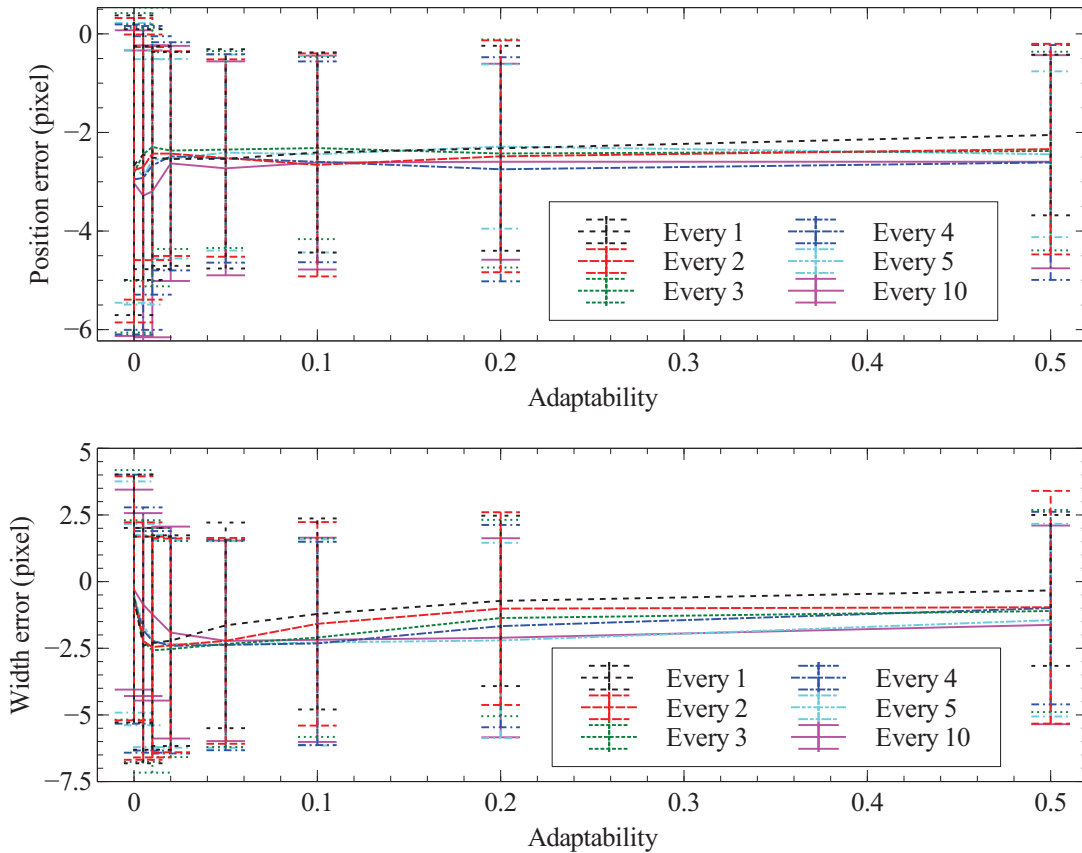 0
−2
−4
−6
Position error (pixel)
0 0.1 0.2 0.3 0.4 0.5
Adaptability
Every 1 Every 4
Every 2 Every 5
Every 3 Every 10
5
2.5
0
−2.5
−5
−7.5
Width error (pixel)
0 0.1 0.2 0.3 0.4 0.5
Adaptability
Every 1 Every 4
Every 2 Every 5
Every 3 Every 10